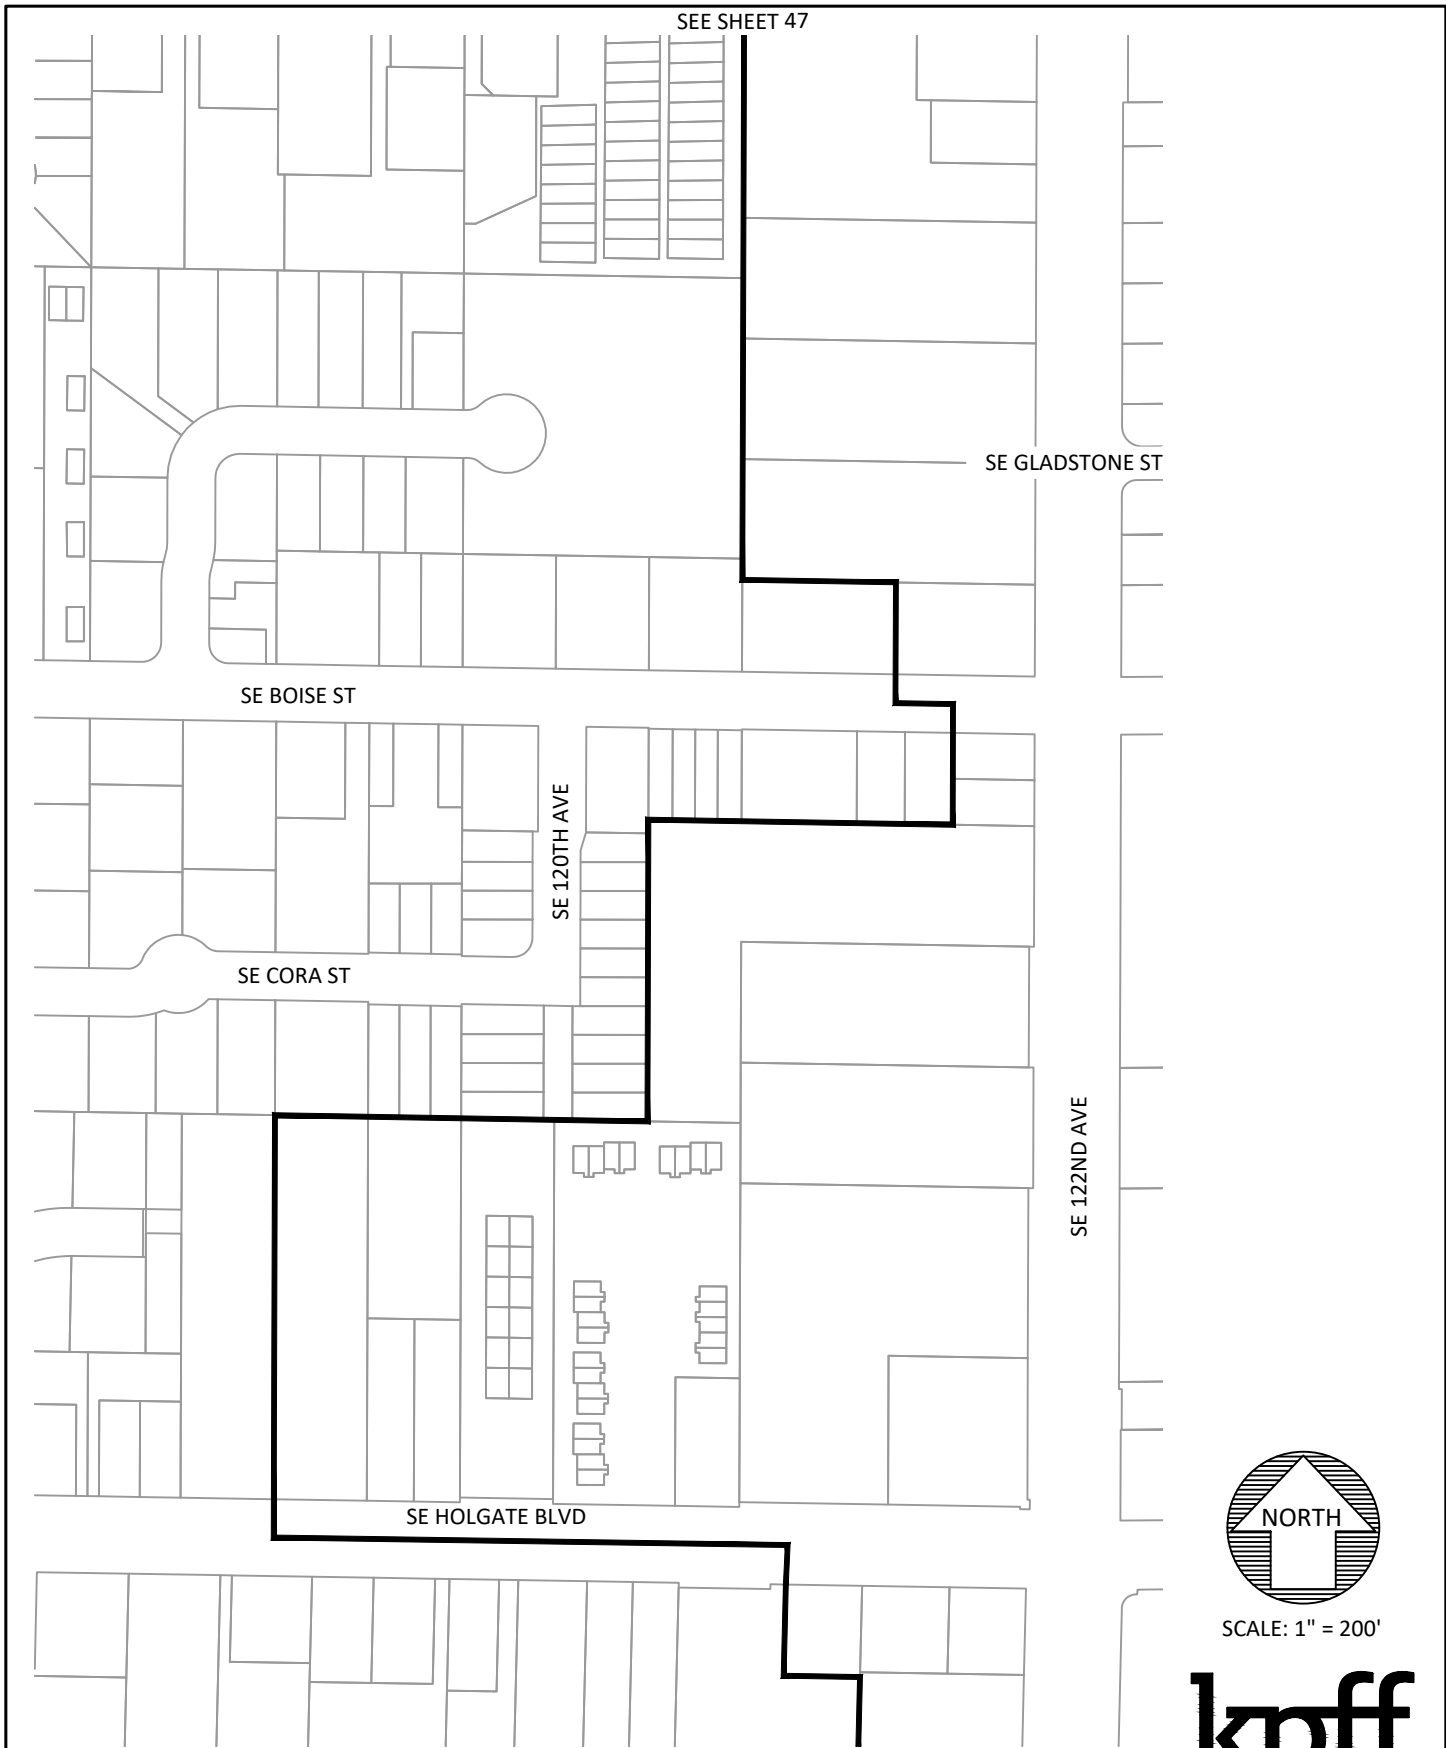 SEE SHEET 47
SE GLADSTONE ST
SE BOISE ST
SE 120TH AVE
SE CORA ST
SE 122ND AVE
SE HOLGATE BLVD
NORTH
SCALE: 1" = 200'
kpff